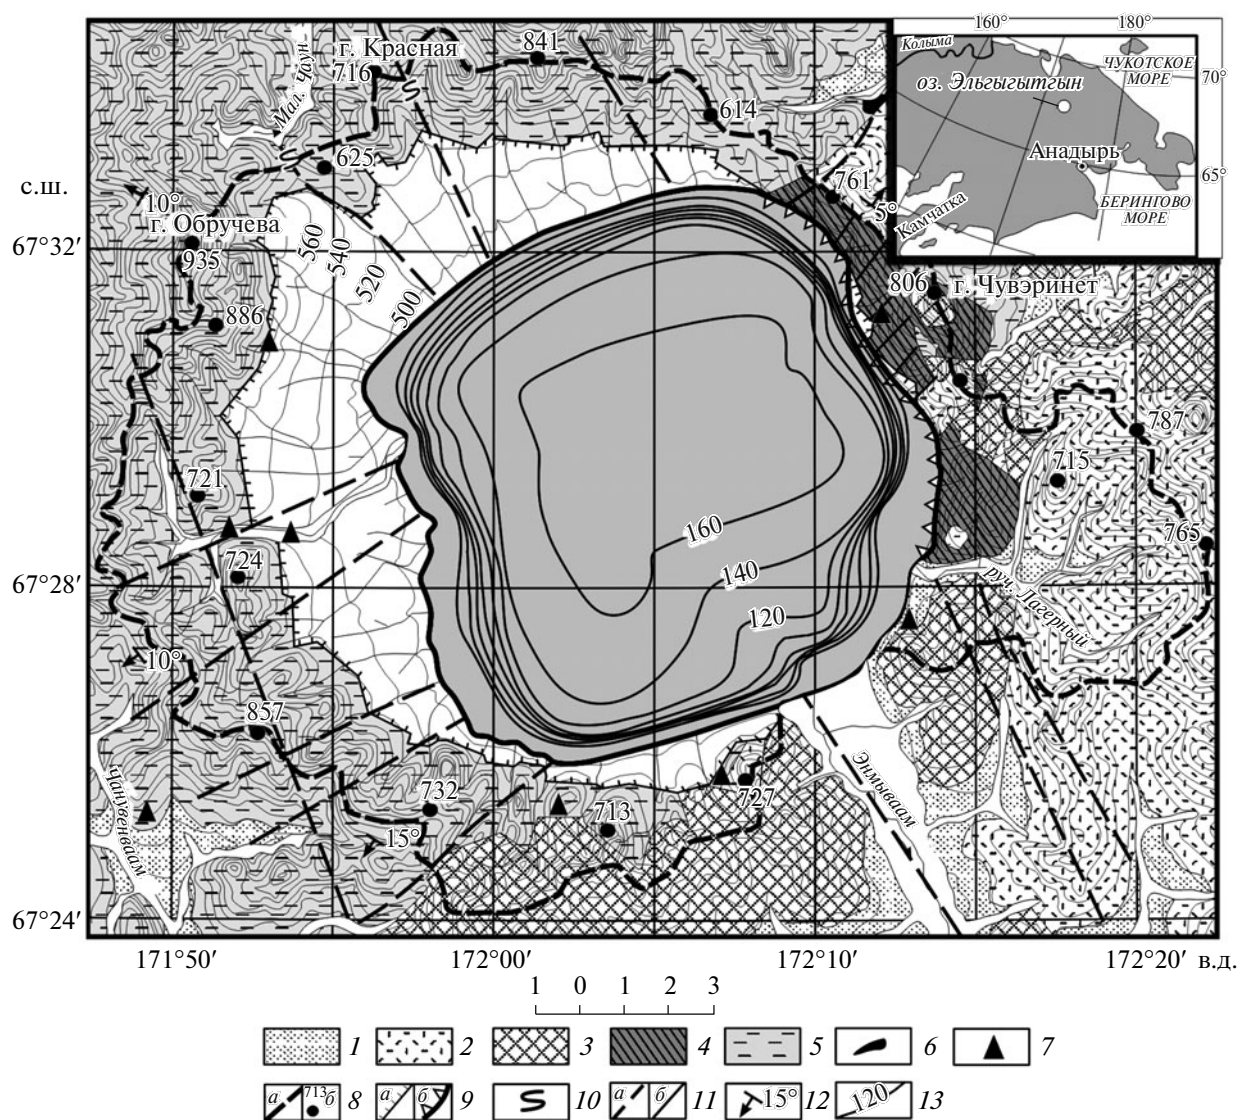 160°
180°
Колыма
ЧУКОТСКОЕ
МОРЕ
70°
оз. Эльгыгытгын
Анадырь
65°
БЕРИНГОВО
МОРЕ
Камчатка
г. Красная
716
841
Мал. Чаун
614
625
761
5°
с.ш.
10°
г. Обручева
935
67°32′
560
540
520
500
806
г. Чувэринет
886
787
721
715
160
765
724
67°28′
140
руч. Лагерный
120
10°
857
Чанувенваам
732
727
Энмываам
713
15°
67°24′
171°50′
172°00′
172°10′
172°20′
в.д.
1 0 1 2 3
1 2 3 4 5 6 7
а 713 б 8 а б 9 10 а б 11 15° 12 120 13